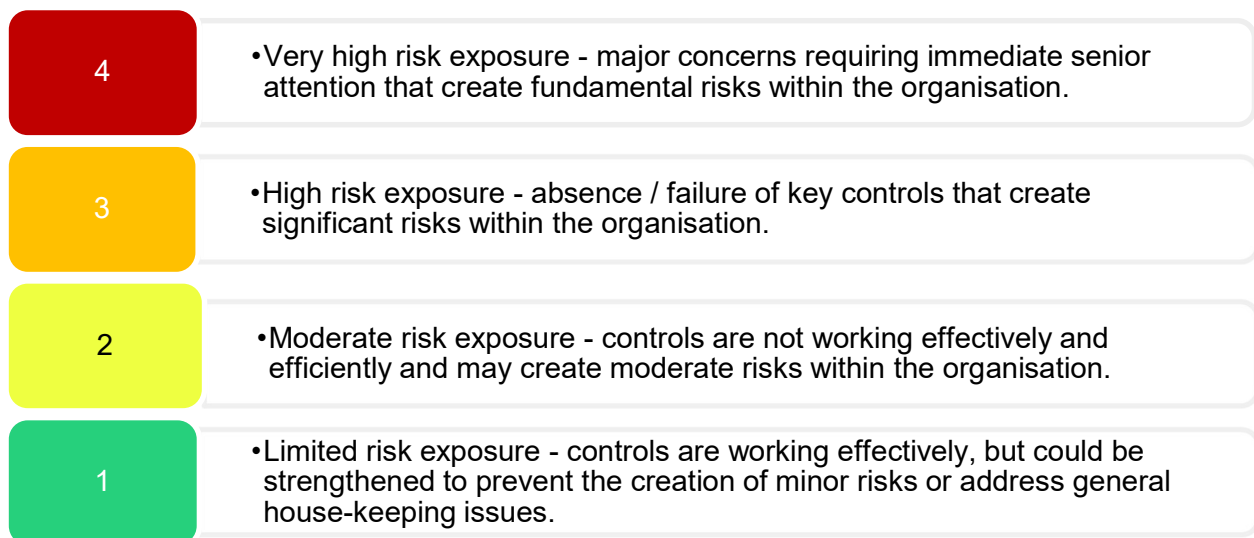 4
•Very high risk exposure - major concerns requiring immediate senior
attention that create fundamental risks within the organisation.
3
•High risk exposure - absence / failure of key controls that create
significant risks within the organisation.
2
•Moderate risk exposure - controls are not working effectively and
efficiently and may create moderate risks within the organisation.
1
•Limited risk exposure - controls are working effectively, but could be
strengthened to prevent the creation of minor risks or address general
house-keeping issues.